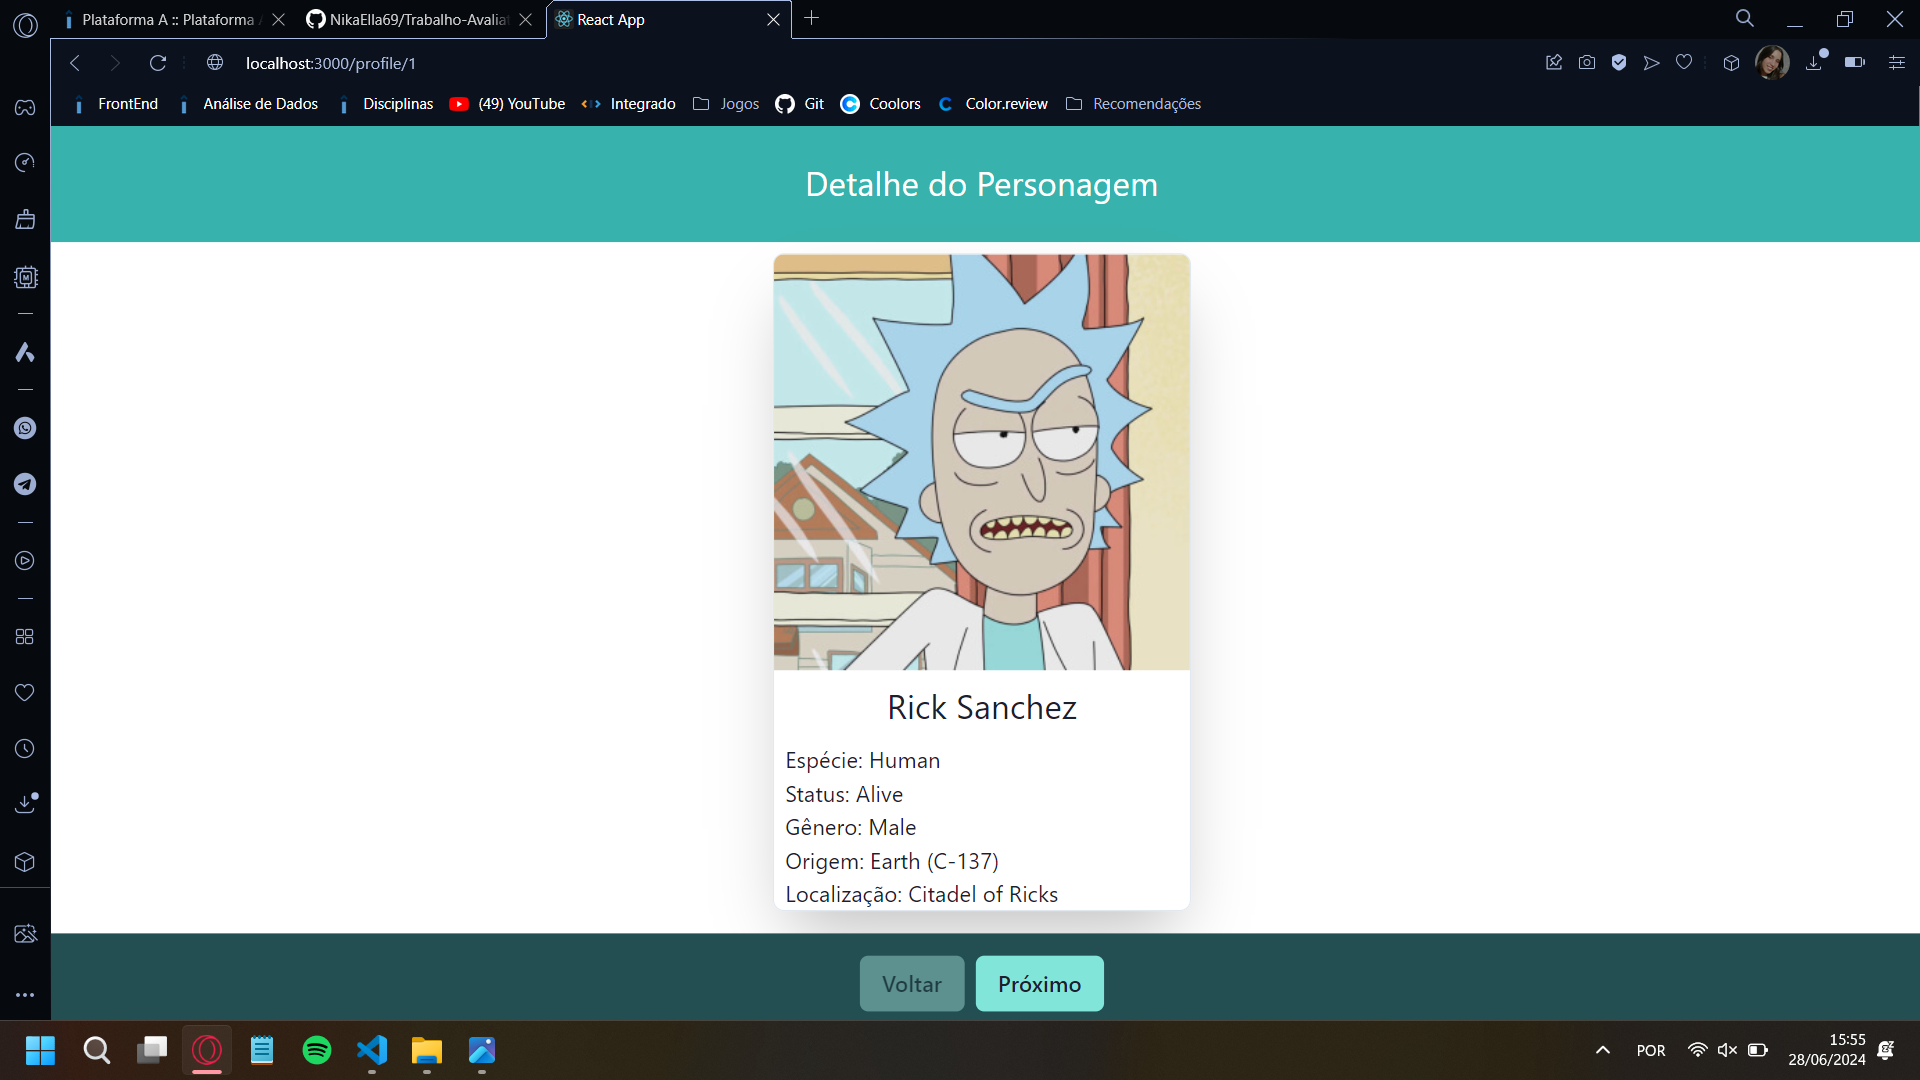 Plataforma A :: Plataforma A
NikaElla69/Trabalho-Avaliat
React App
localhost:3000/profile/1
FrontEnd
Análise de Dados
Disciplinas
(49) YouTube
Integrado
Jogos
Git
Coolors
Color.review
Recomendações
Detalhe do Personagem
Rick Sanchez
Espécie: Human
Status: Alive
Gênero: Male
Origem: Earth (C-137)
Localização: Citadel of Ricks
Voltar
Próximo
POR
15:55
28/06/2024